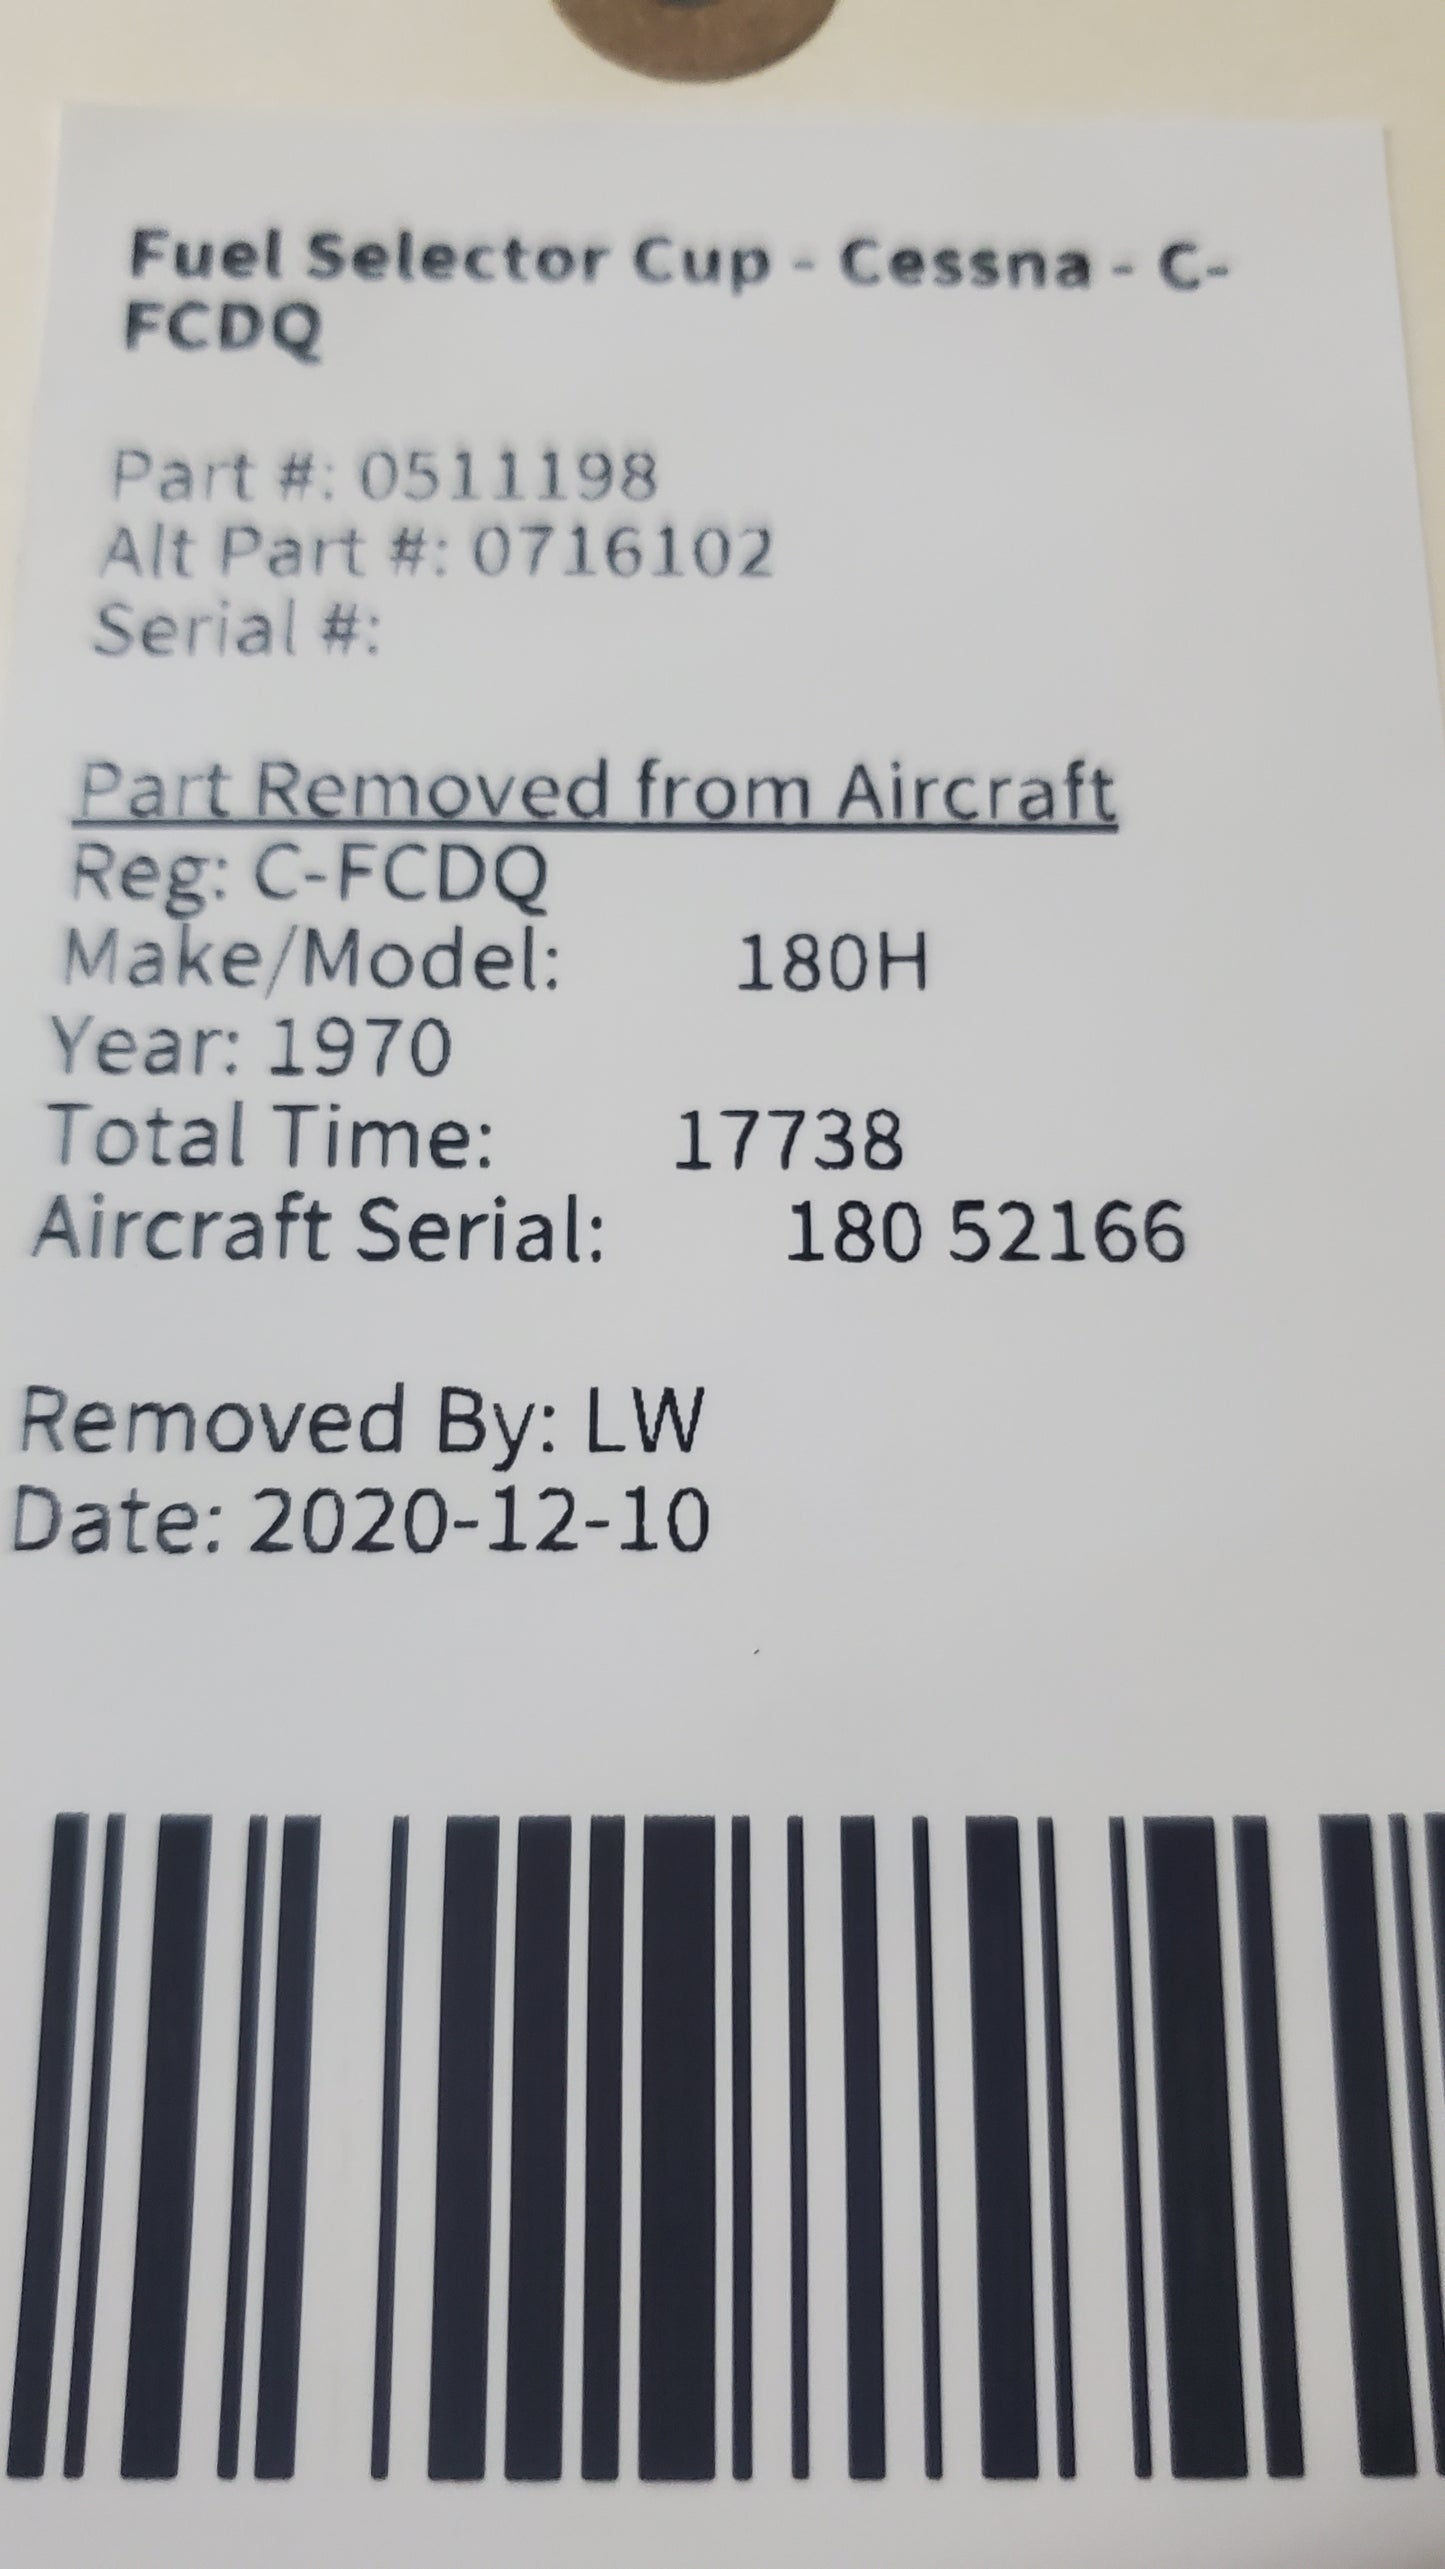 Fuel Selector Cup - Cessna - C-
FCDQ
Part #: 0511198
Alt Part #: 0716102
Serial #:
Part Removed from Aircraft
Reg: C-FCDQ
Make/Model: 180H
Year: 1970
Total Time: 17738
Aircraft Serial: 180 52166
Removed By: LW
Date: 2020-12-10